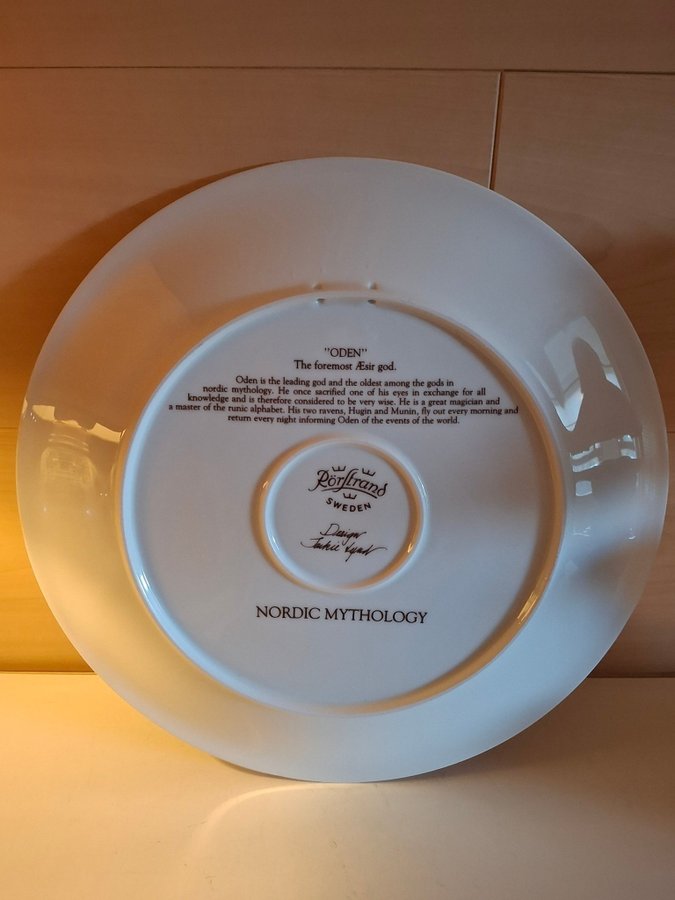 "ODEN"
The foremost Æsir god.
Oden is the leading god and the oldest among the gods in
nordic mythology. He once sacrified one of his eyes in exchange for all
knowledge and is therefore considered to be very wise. He is a great magician and
a master of the runic alphabet. His two ravens, Hugin and Munin, fly out every morning and
return every night informing Oden of the events of the world.
Rörstrand
SWEDEN
Design
Jackie Lynd
NORDIC MYTHOLOGY